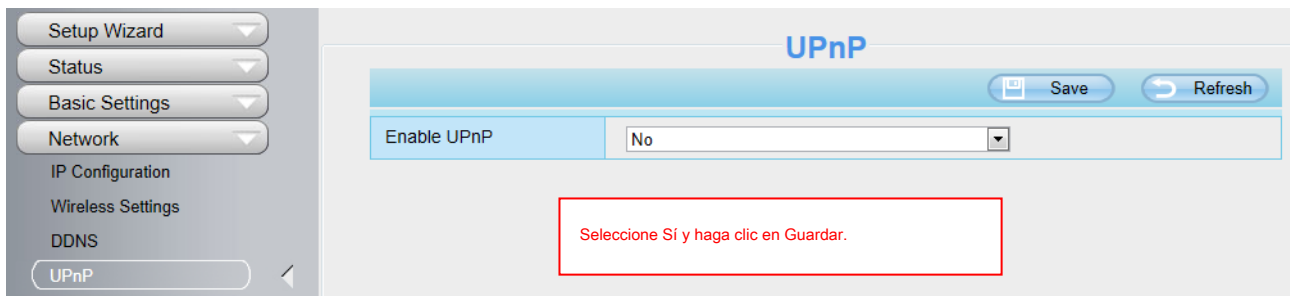 Setup Wizard
Status
Basic Settings
Network
IP Configuration
Wireless Settings
DDNS
UPnP
UPnP
Save Refresh
Enable UPnP No
Seleccione Sí y haga clic en Guardar.